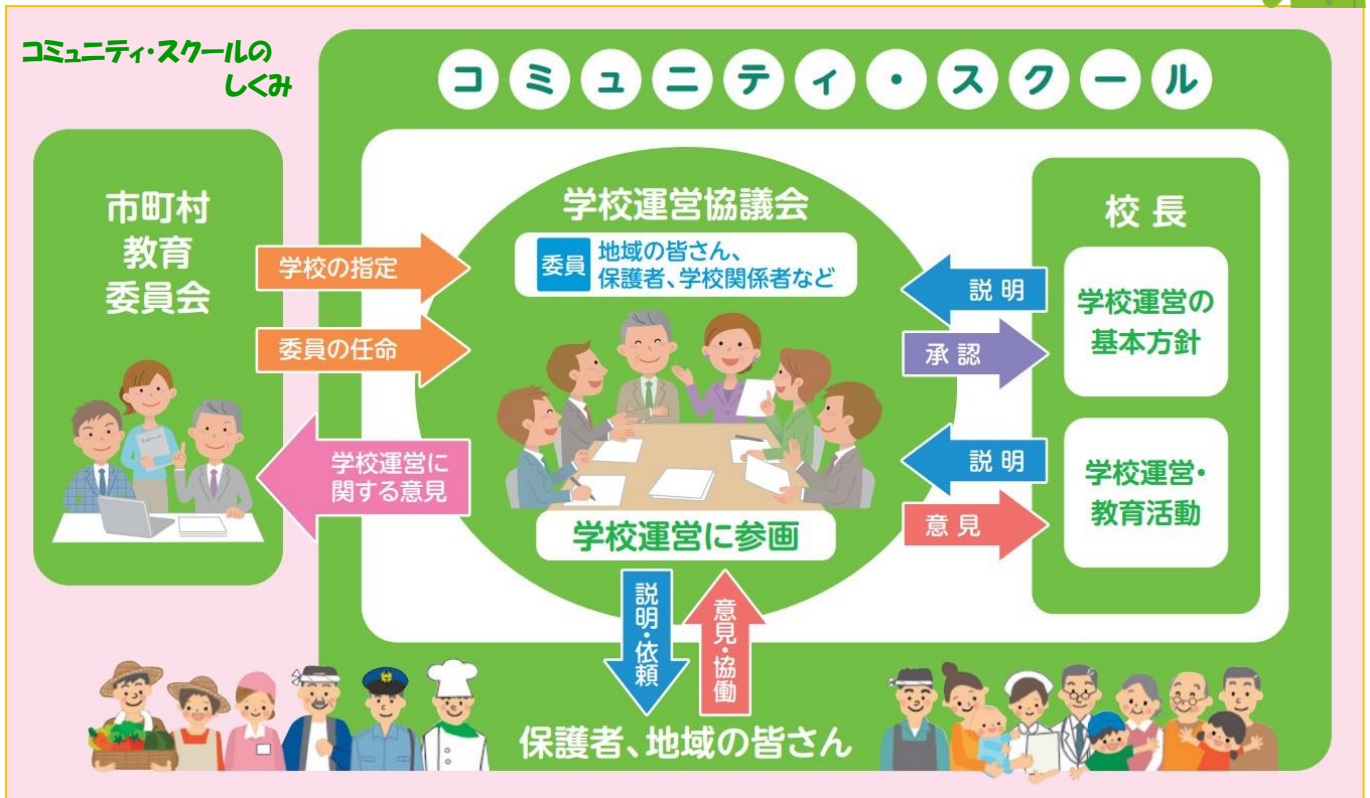 コミュニティ・スクールの
しくみ
コミュニティ・スクール
市町村
教育
委員会
学校の指定
委員の任命
学校運営に
関する意見
学校運営協議会
委員
地域の皆さん、
保護者、学校関係者など
学校運営に参画
説明
承認
説明
意見
校長
学校運営の
基本方針
学校運営・
教育活動
説明・依頼
意見・協働
保護者、地域の皆さん